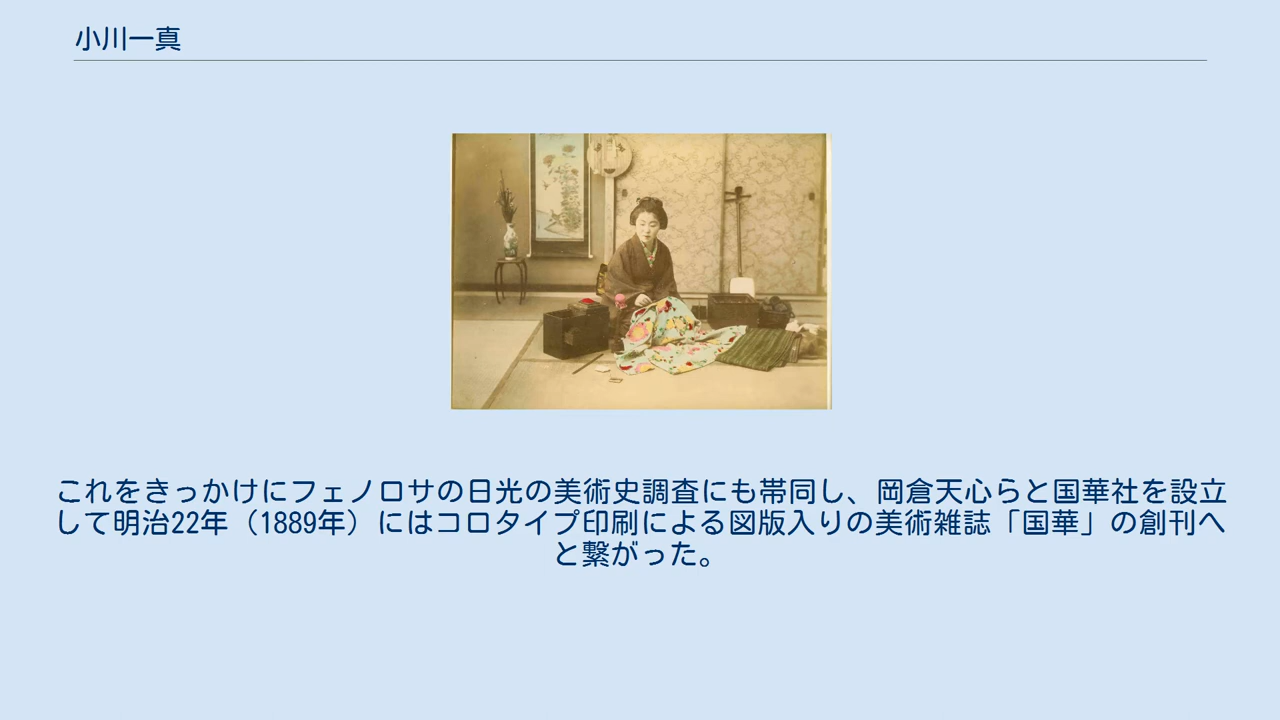 小川一真
これをきっかけにフェノロサの日光の美術史調査にも帯同し、岡倉天心らと国華社を設立
して明治22年（1889年）にはコロタイプ印刷による図版入りの美術雑誌「国華」の創刊へ
と繋がった。